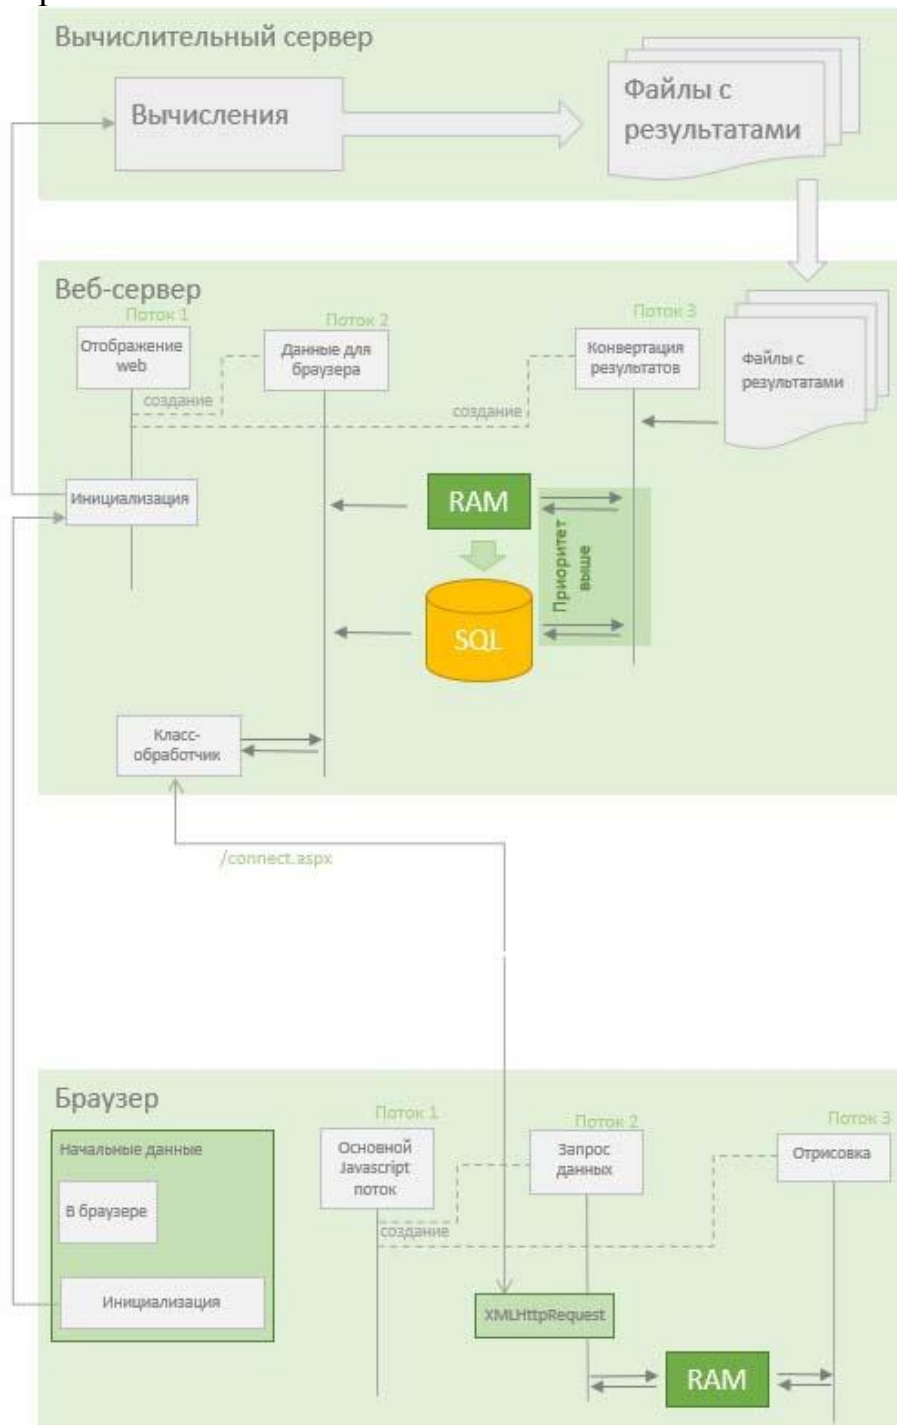 Вычислительный сервер
Вычисления
Файлы с
результатами
Веб-сервер
Поток 1
Отображение
web
Поток 2
Данные для
браузера
Поток 3
Конвертация
результатов
Файлы с
результатами
создание
создание
Инициализация
RAM
Приоритет
выше
SQL
Класс-
обработчик
/connect.aspx
Браузер
Начальные данные
В браузере
Инициализация
Поток 1
Основной
Javascript
поток
Поток 2
Запрос
данных
Поток 3
Отрисовка
создание
XMLHttpRequest
RAM